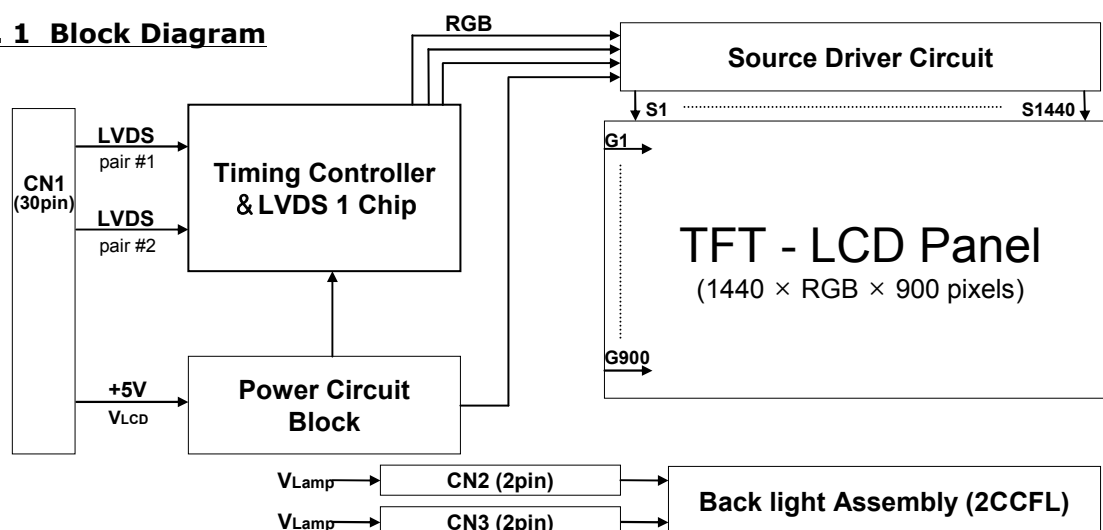 . 1 Block Diagram
RGB
Source Driver Circuit
S1
S1440
CN1
(30pin)
LVDS
pair #1
LVDS
pair #2
Timing Controller
&LVDS 1 Chip
G1
TFT - LCD Panel
(1440 × RGB × 900 pixels)
G900
+5V
VLCD
Power Circuit
Block
VLamp
CN2 (2pin)
Back light Assembly (2CCFL)
VLamp
CN3 (2pin)